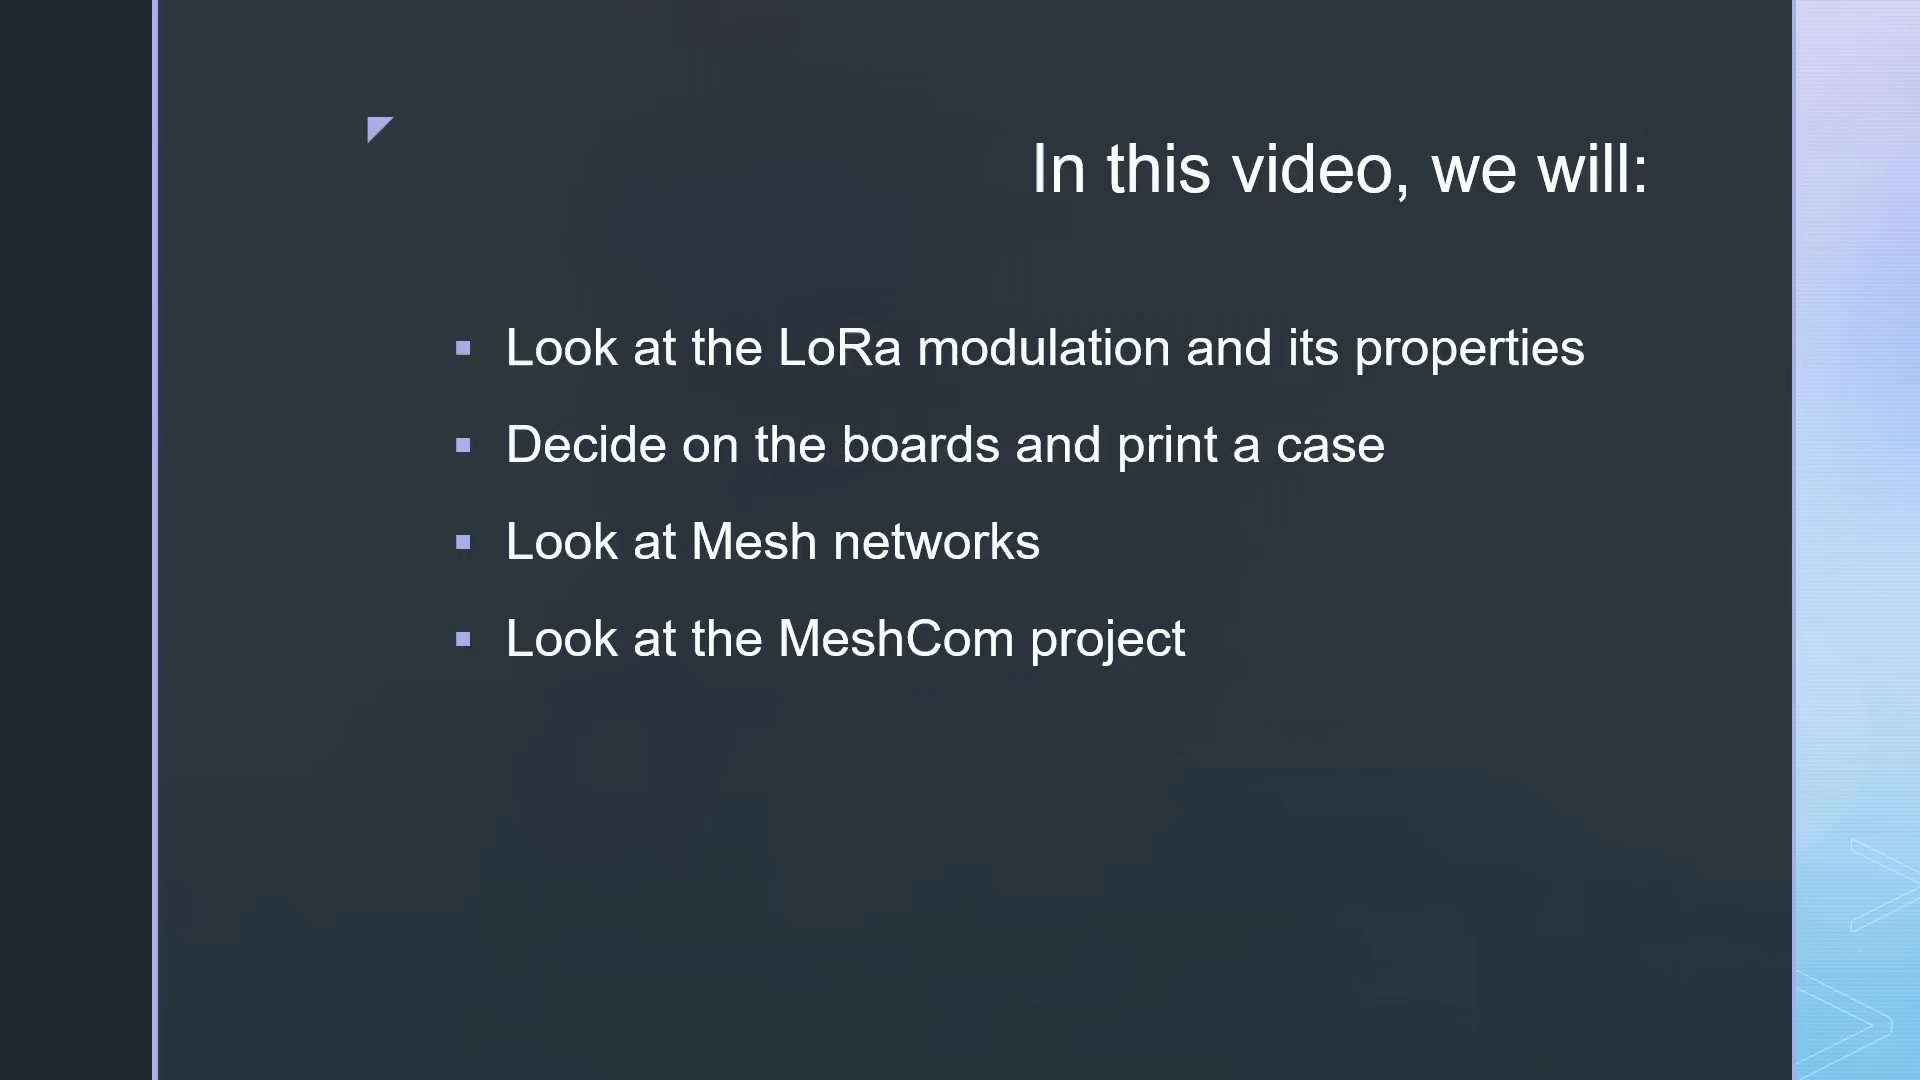 In this video, we will:
Look at the LoRa modulation and its properties
Decide on the boards and print a case
Look at Mesh networks
Look at the MeshCom project